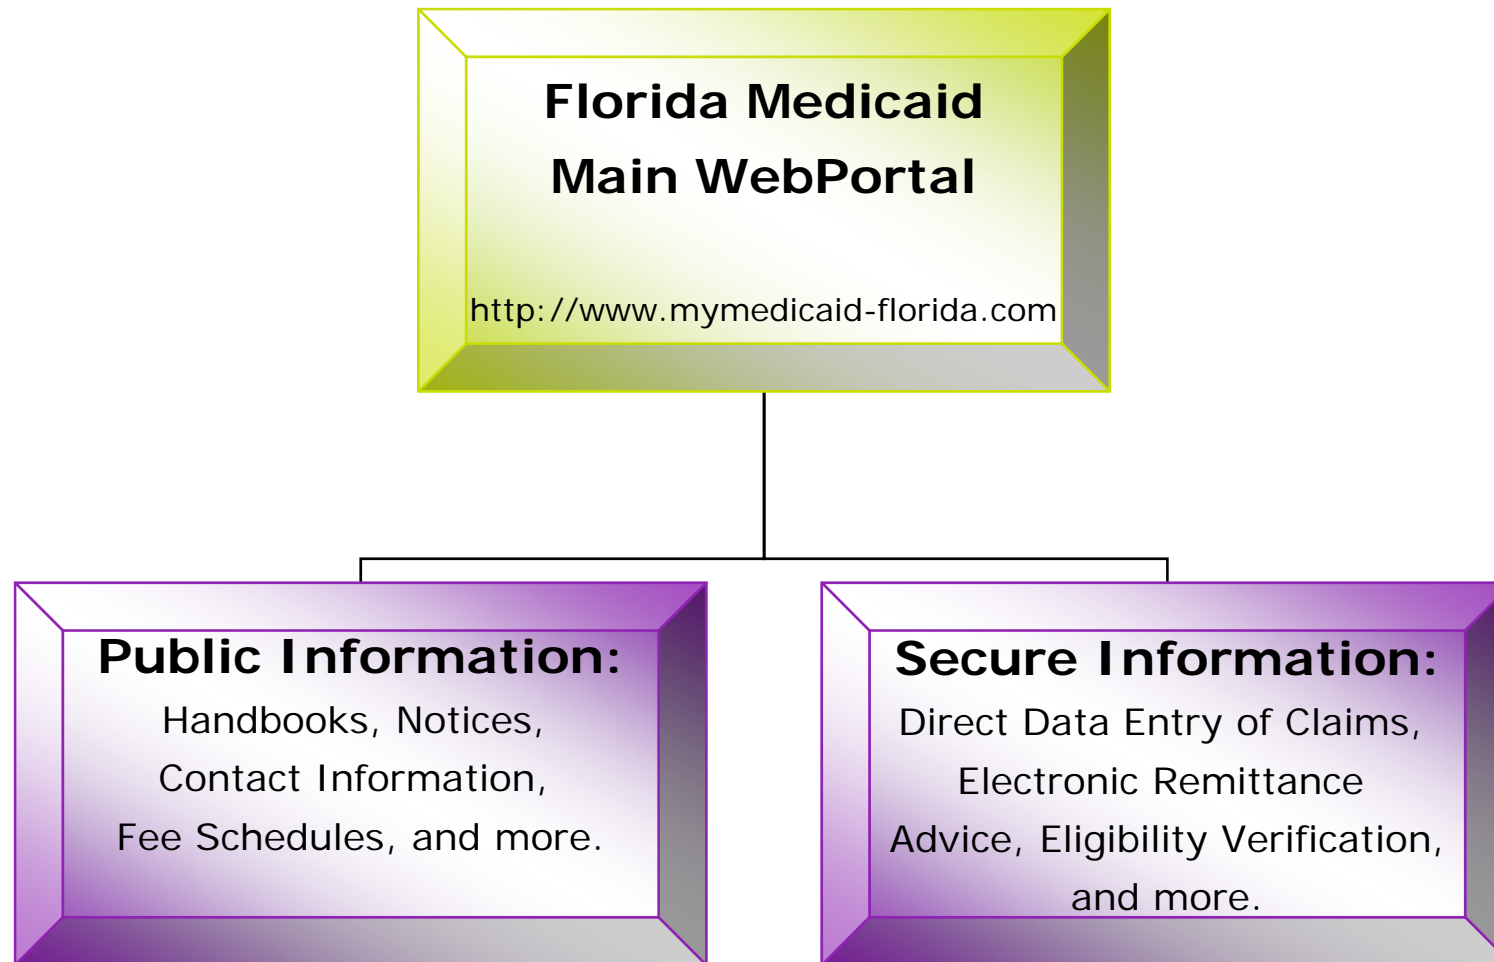 Florida Medicaid
Main WebPortal
http://www.mymedicaid-florida.com
Public Information:
Handbooks, Notices,
Contact Information,
Fee Schedules, and more.
Secure Information:
Direct Data Entry of Claims,
Electronic Remittance
Advice, Eligibility Verification,
and more.